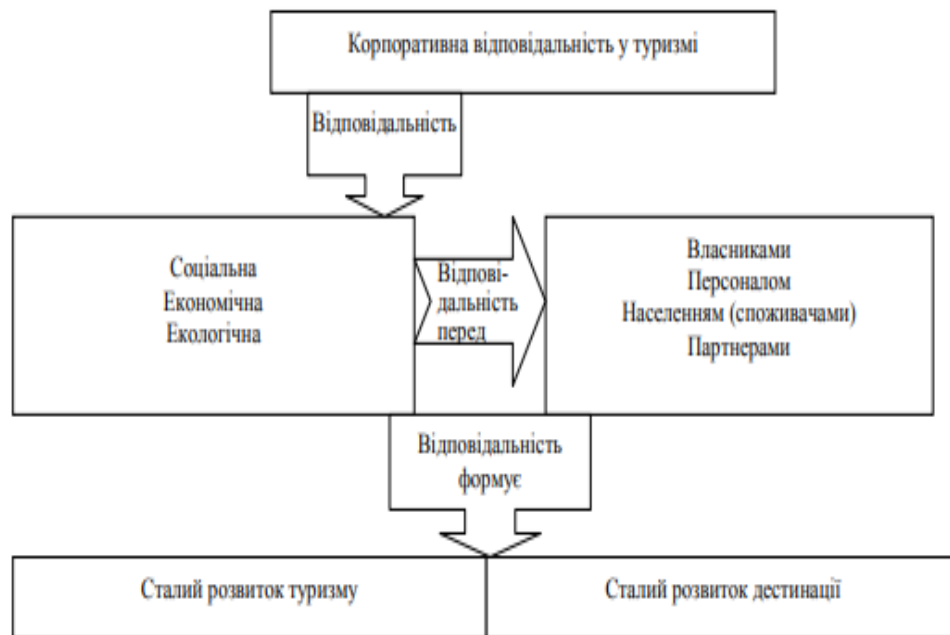 Корпоративна відповідальність у туризмі
Відповідальність
Соціальна
Економічна
Екологічна
Відпові-
дальність
перед
Власниками
Персоналом
Населенням (споживачами)
Партнерами
Відповідальність
формує
Сталий розвиток туризму
Сталий розвиток дестинації